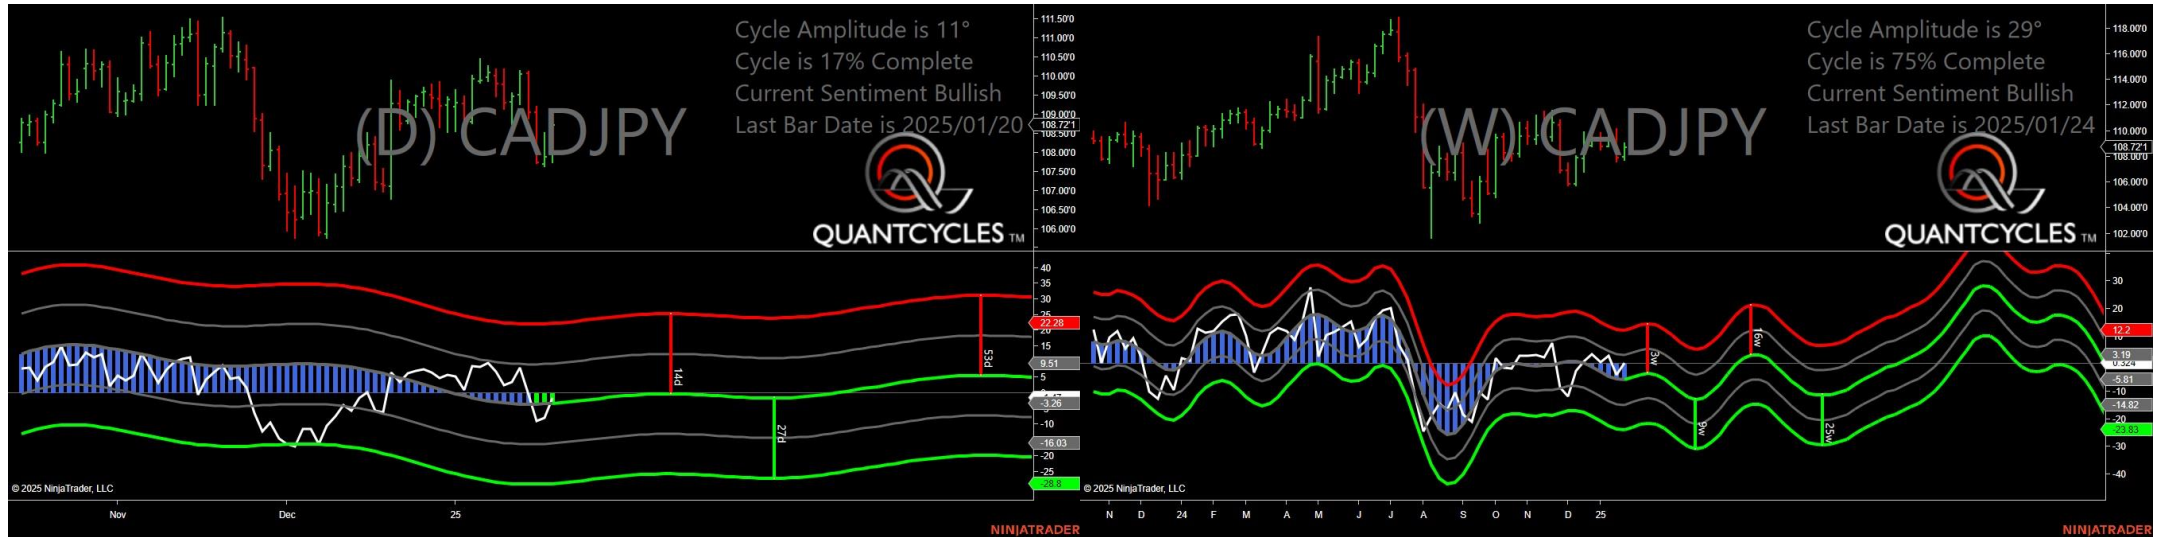 Cycle Amplitude is 11°
Cycle is 17% Complete
Current Sentiment Bullish
Last Bar Date is 2025/01/20
(D) CADJPY
QUANTCYCLES TM
111.50'0
111.00'0
110.50'0
110.00'0
109.50'0
109.00'0
108.72'1
108.50'0
108.00'0
107.50'0
107.00'0
106.50'0
106.00'0
40
35
30
25
22.28
20
15
9.51
5
-3.26
-10
-16.03
-20
-25
-28.8
14d
27d
53d
© 2025 NinjaTrader, LLC
Nov Dec 25
NINJATRADER
Cycle Amplitude is 29°
Cycle is 75% Complete
Current Sentiment Bullish
Last Bar Date is 2025/01/24
(W) CADJPY
QUANTCYCLES TM
118.00'0
116.00'0
114.00'0
112.00'0
110.00'0
108.72'1
108.00'0
106.00'0
104.00'0
102.00'0
30
20
12.2
3.19
0.324
-5.81
-10
-14.82
-23.83
-30
-40
3w
9w
16w
25w
© 2025 NinjaTrader, LLC
N D 24 F M A M J J A S O N D 25
NINJATRADER